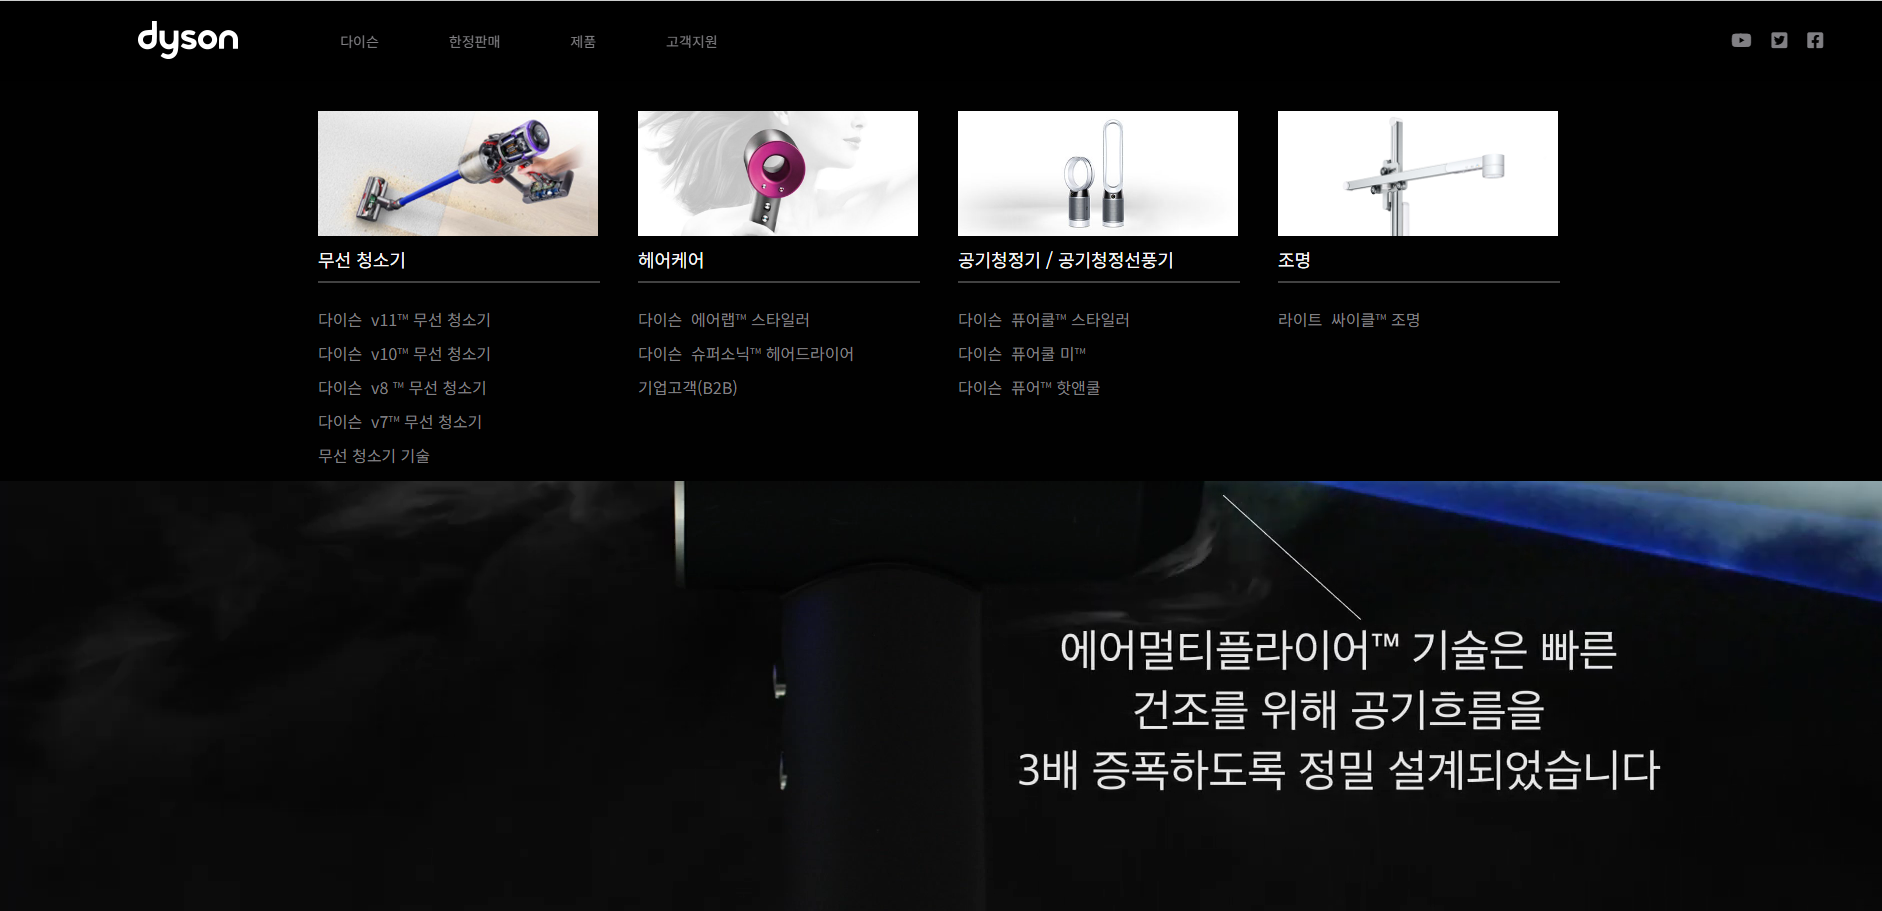 dyson
다이슨
한정판매
제품
고객지원
무선 청소기
다이슨 v11™ 무선 청소기
다이슨 v10™ 무선 청소기
다이슨 v8 ™ 무선 청소기
다이슨 v7™ 무선 청소기
무선 청소기 기술
헤어케어
다이슨 에어랩™ 스타일러
다이슨 슈퍼소닉™ 헤어드라이어
기업고객(B2B)
공기청정기 / 공기청정선풍기
다이슨 퓨어쿨™ 스타일러
다이슨 퓨어쿨 미™
다이슨 퓨어™ 핫앤쿨
조명
라이트 싸이클™ 조명
에어멀티플라이어™ 기술은 빠른
건조를 위해 공기흐름을
3배 증폭하도록 정밀 설계되었습니다